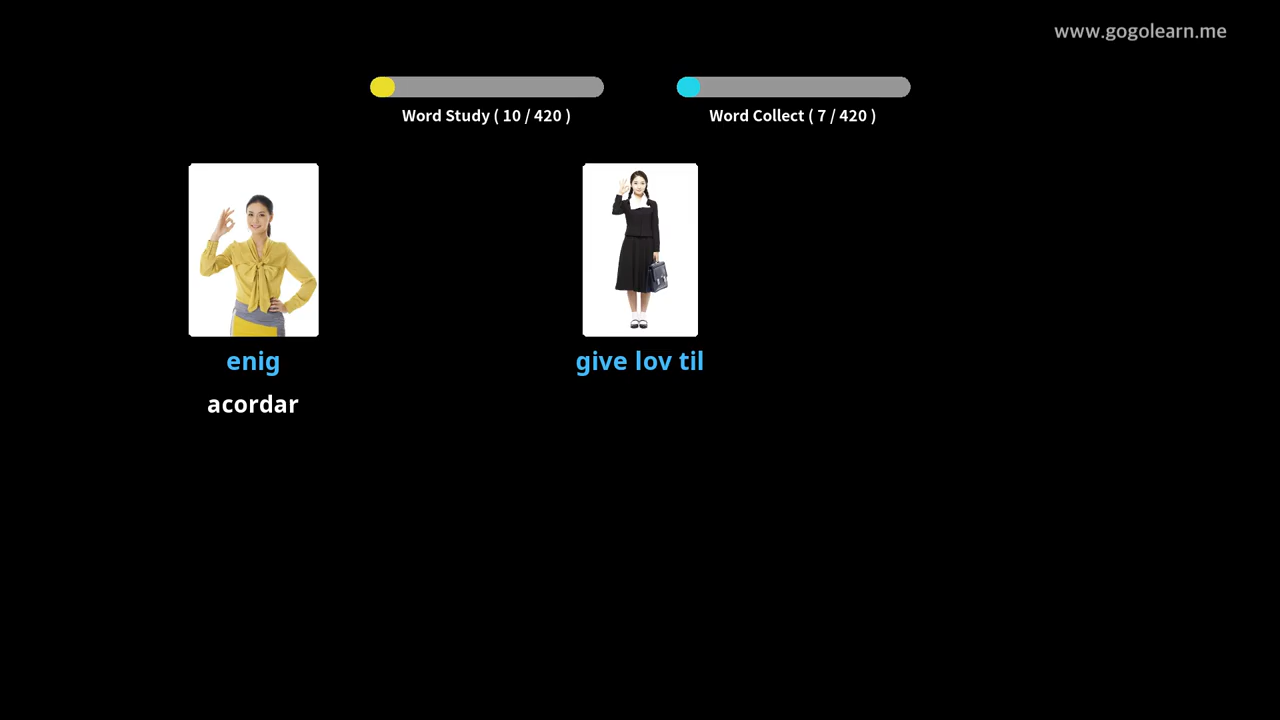 www.gogolearn.me
Word Study ( 10 / 420 )
Word Collect ( 7 / 420 )
enig
give lov til
acordar